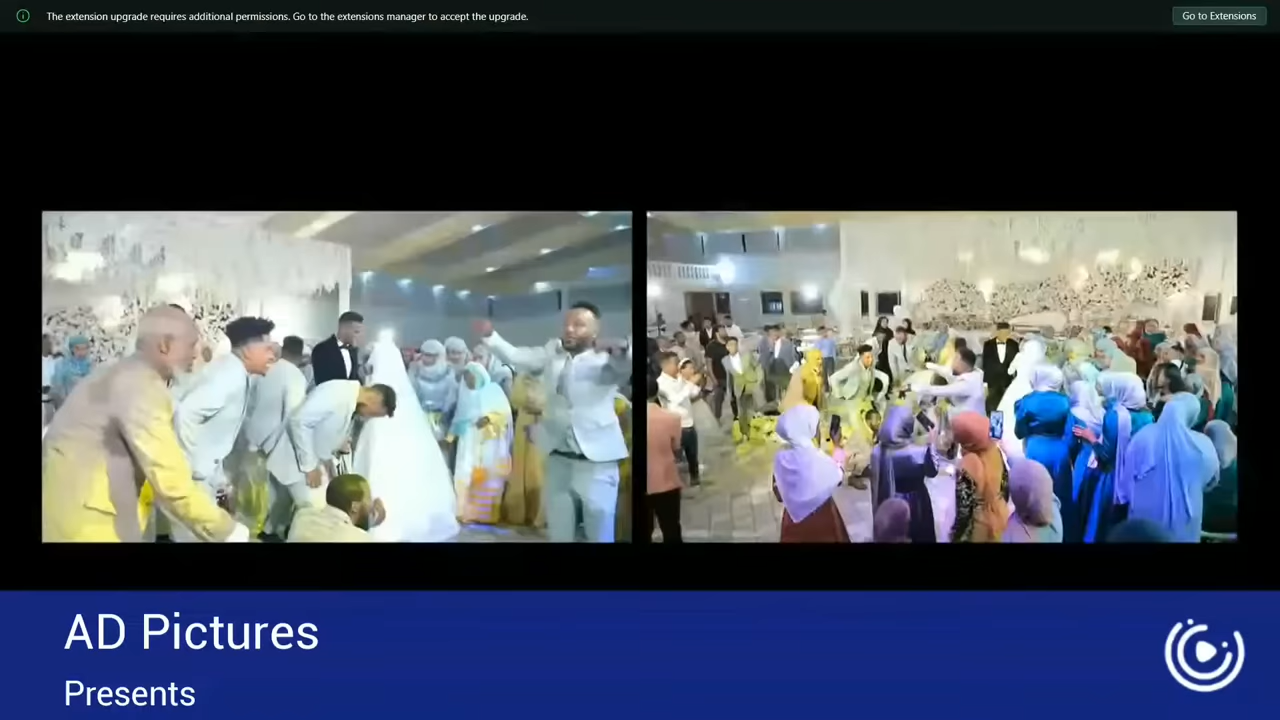 The extension upgrade requires additional permissions. Go to the extensions manager to accept the upgrade.
Go to Extensions
AD Pictures
Presents